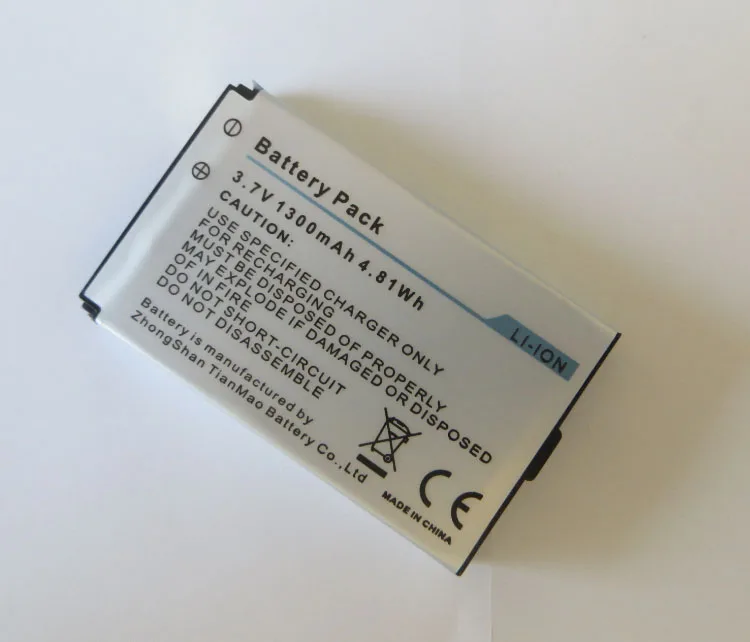 Battery Pack
LI-ION
3.7V 1300mAh 4.81Wh
CAUTION:
USE SPECIFIED CHARGER ONLY
FOR RECHARGING
MAY BE DISPOSED OF PROPERLY
OF IN FIRE IF DAMAGED OR DISPOSED
DO NOT SHORT-CIRCUIT
DO NOT DISASSEMBLE
Battery is manufactured by
ZhongShan TianMao Battery Co.,Ltd
CE
MADE IN CHINA